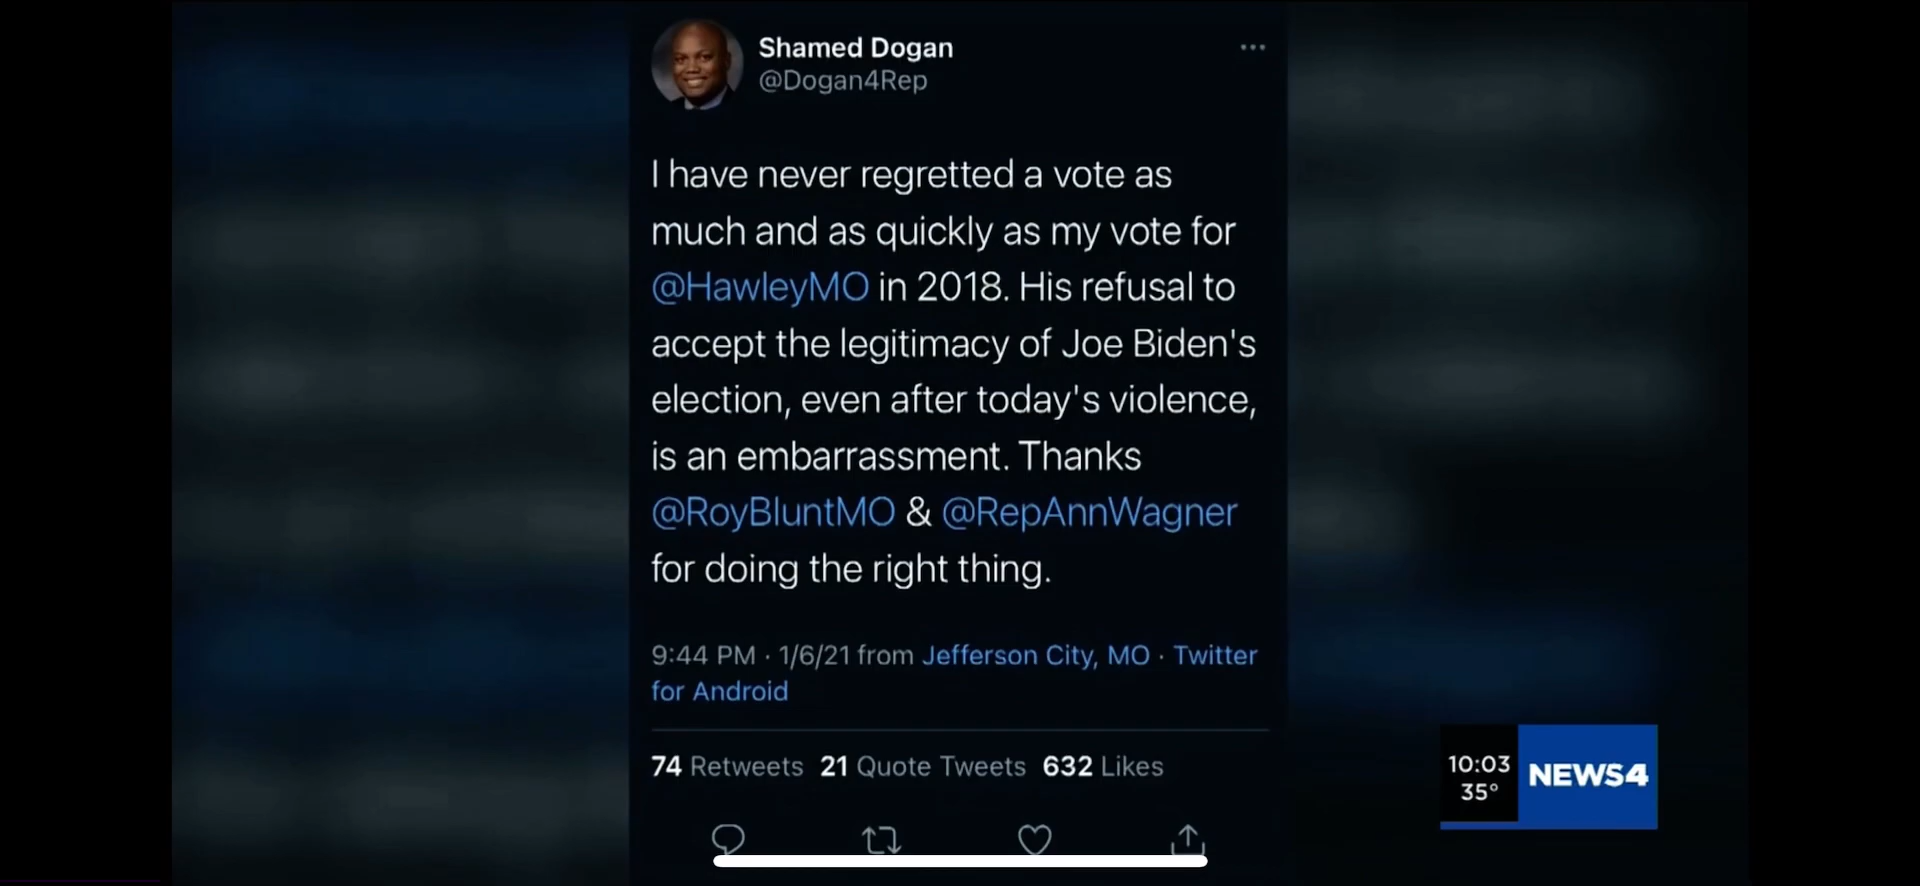 Shamed Dogan
@Dogan4Rep
I have never regretted a vote as
much and as quickly as my vote for
@HawleyMO in 2018. His refusal to
accept the legitimacy of Joe Biden's
election, even after today's violence,
is an embarrassment. Thanks
@RoyBluntMO & @RepAnnWagner
for doing the right thing.
9:44 PM · 1/6/21 from Jefferson City, MO · Twitter
for Android
74 Retweets 21 Quote Tweets 632 Likes
10:03
35°
NEWS4